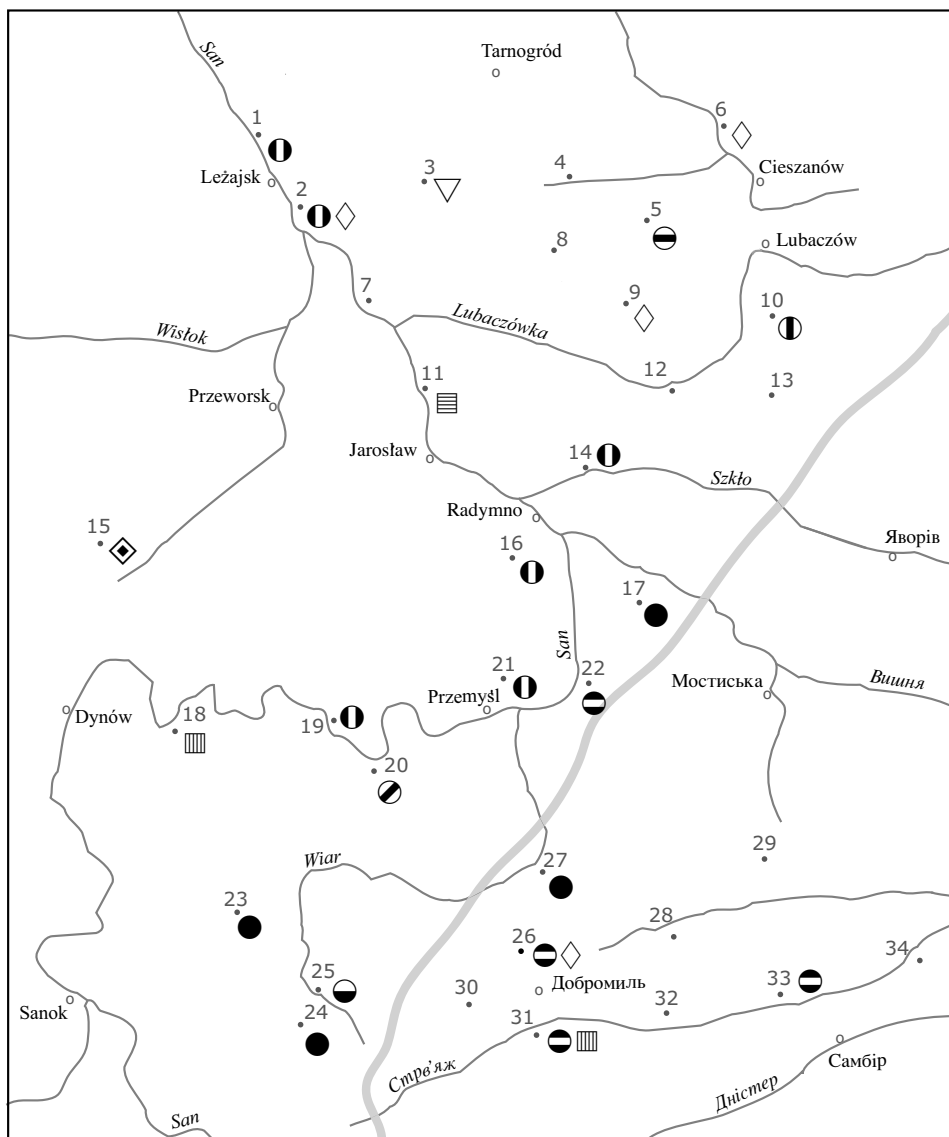 San
Tarnogród
1
6
Leżajsk
3
4
Cieszanów
2
5
8
Lubaczów
7
9
10
Wisłok
Lubaczówka
11
12
13
Przeworsk
Jarosław
14
Szkło
Radymno
15
16
Яворів
17
San
21
22
Мостиська
Вишня
Dynów
18
19
Przemyśl
20
Wiar
27
29
23
28
26
34
25
33
Sanok
30
Добромиль
32
24
31
Стрв'яж
Самбір
Дністер
San